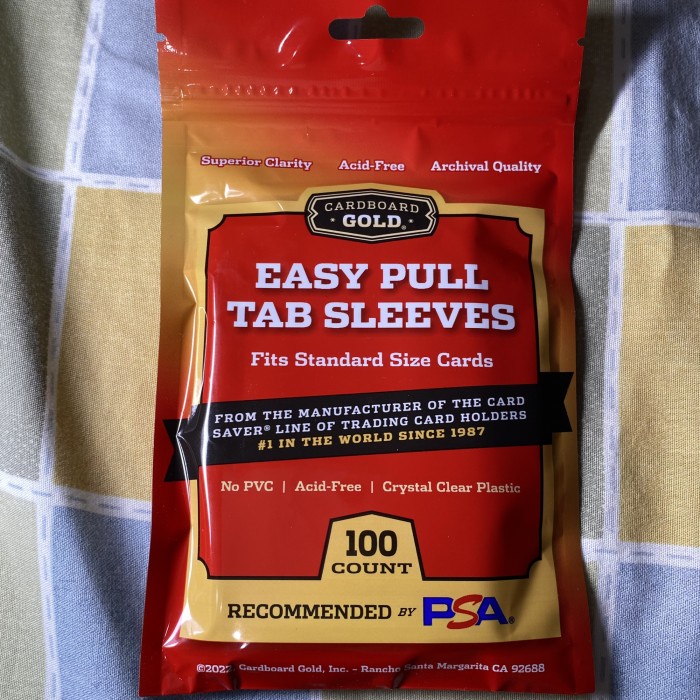 Superior Clarity Acid-Free Archival Quality
CARDBOARD
GOLD®
EASY PULL
TAB SLEEVES
Fits Standard Size Cards
FROM THE MANUFACTURER OF THE CARD
SAVER® LINE OF TRADING CARD HOLDERS
#1 IN THE WORLD SINCE 1987
No PVC | Acid-Free | Crystal Clear Plastic
100
COUNT
RECOMMENDED BY PSA®
©2022 Cardboard Gold, Inc. – Rancho Santa Margarita CA 92688